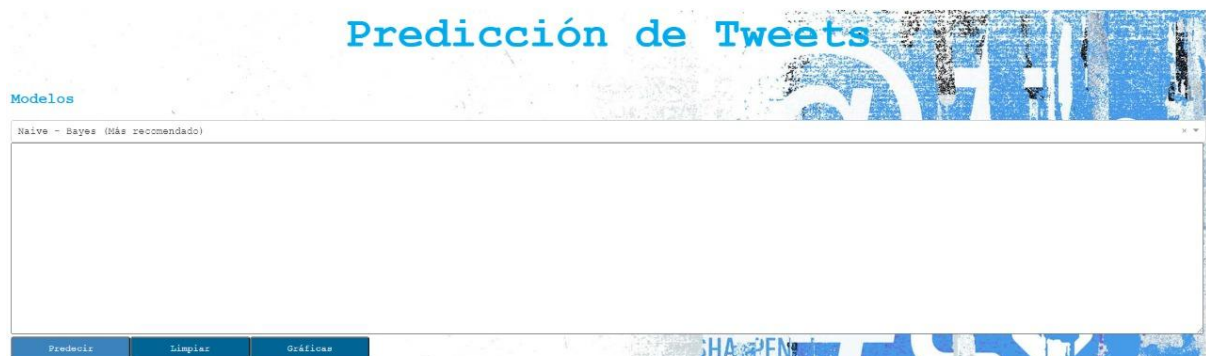 Predicción de Tweets
Modelos
Naive - Bayes (Más recomendado)
Predecir Limpiar Gráficas